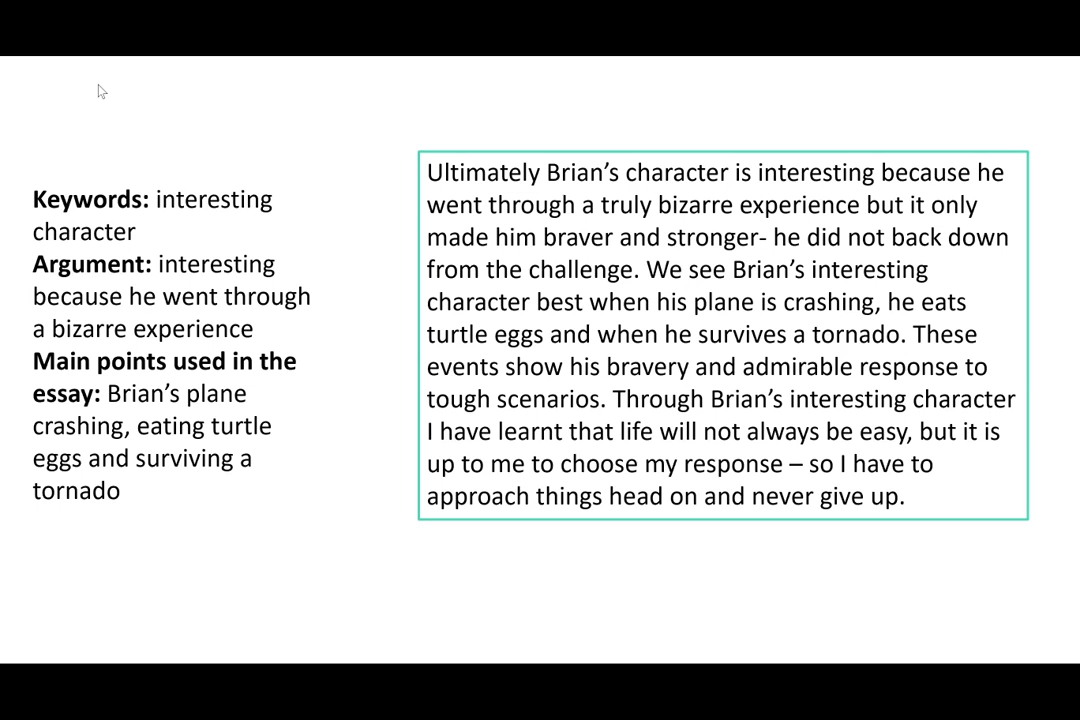 Keywords: interesting
character
Argument: interesting
because he went through
a bizarre experience
Main points used in the
essay: Brian’s plane
crashing, eating turtle
eggs and surviving a
tornado
Ultimately Brian’s character is interesting because he
went through a truly bizarre experience but it only
made him braver and stronger- he did not back down
from the challenge. We see Brian’s interesting
character best when his plane is crashing, he eats
turtle eggs and when he survives a tornado. These
events show his bravery and admirable response to
tough scenarios. Through Brian’s interesting character
I have learnt that life will not always be easy, but it is
up to me to choose my response – so I have to
approach things head on and never give up.